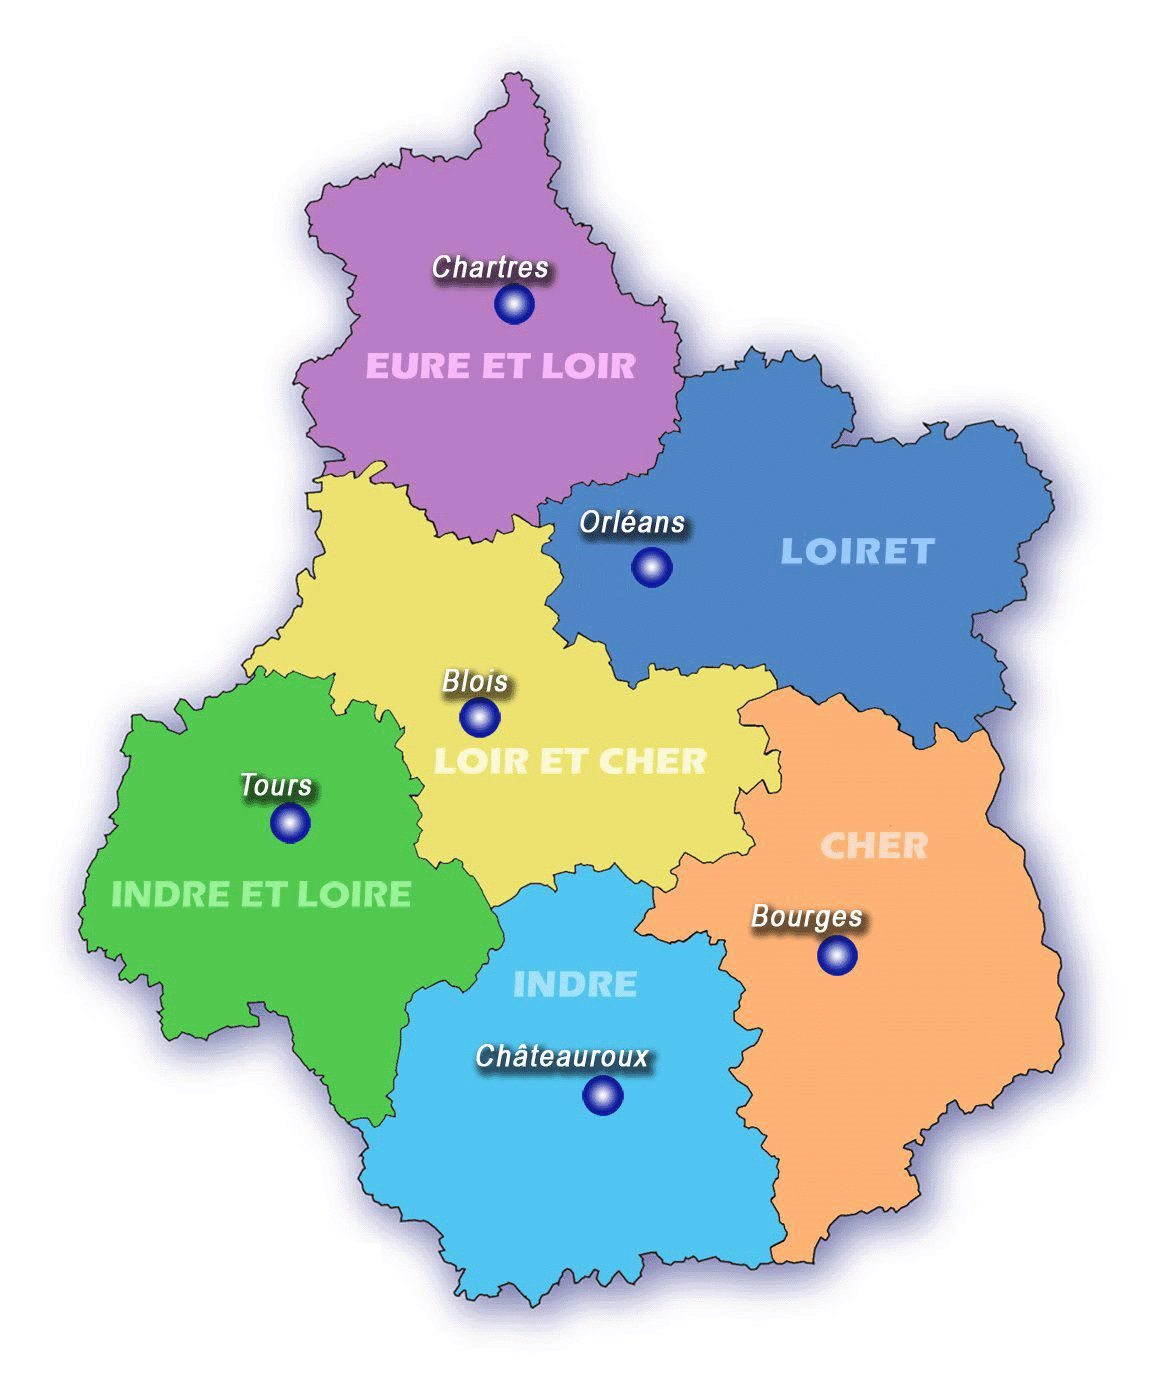 Chartres
EURE ET LOIR
Orléans
LOIRET
Blois
LOIR ET CHER
Tours
INDRE ET LOIRE
CHER
Bourges
INDRE
Châteauroux